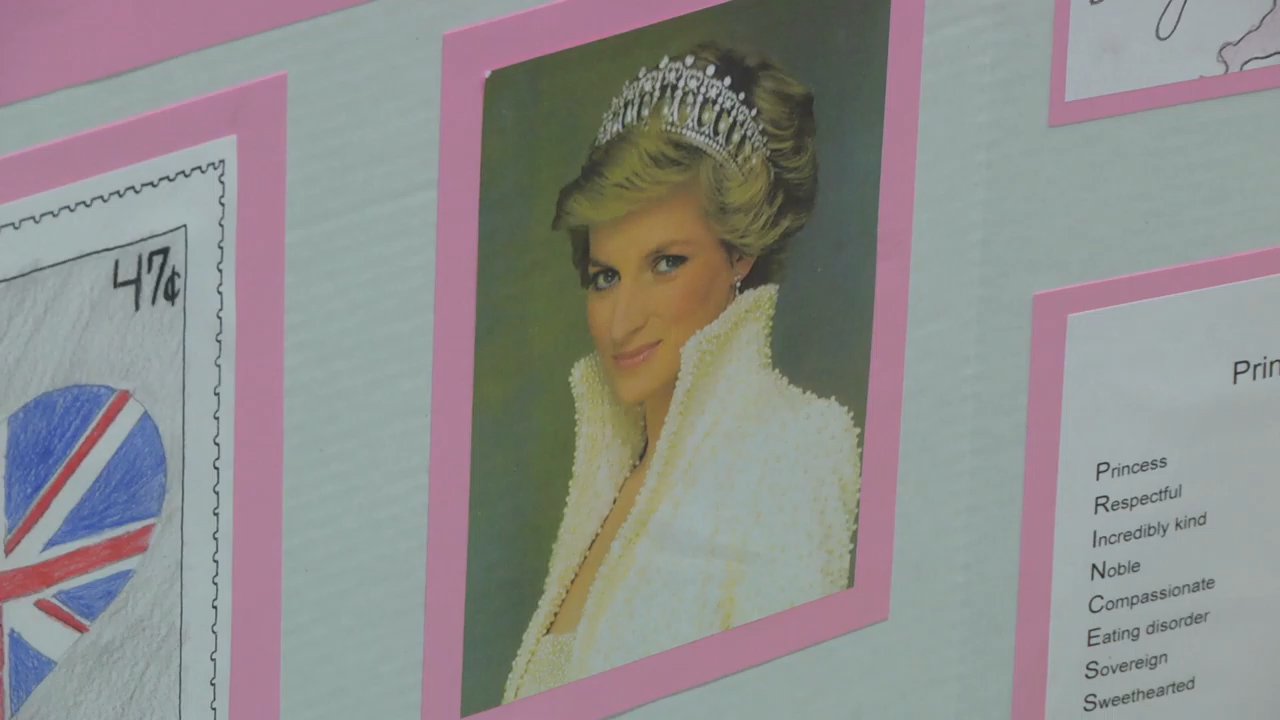 47¢
Prin
Princess
Respectful
Incredibly kind
Noble
Compassionate
Eating disorder
Sovereign
Sweethearted